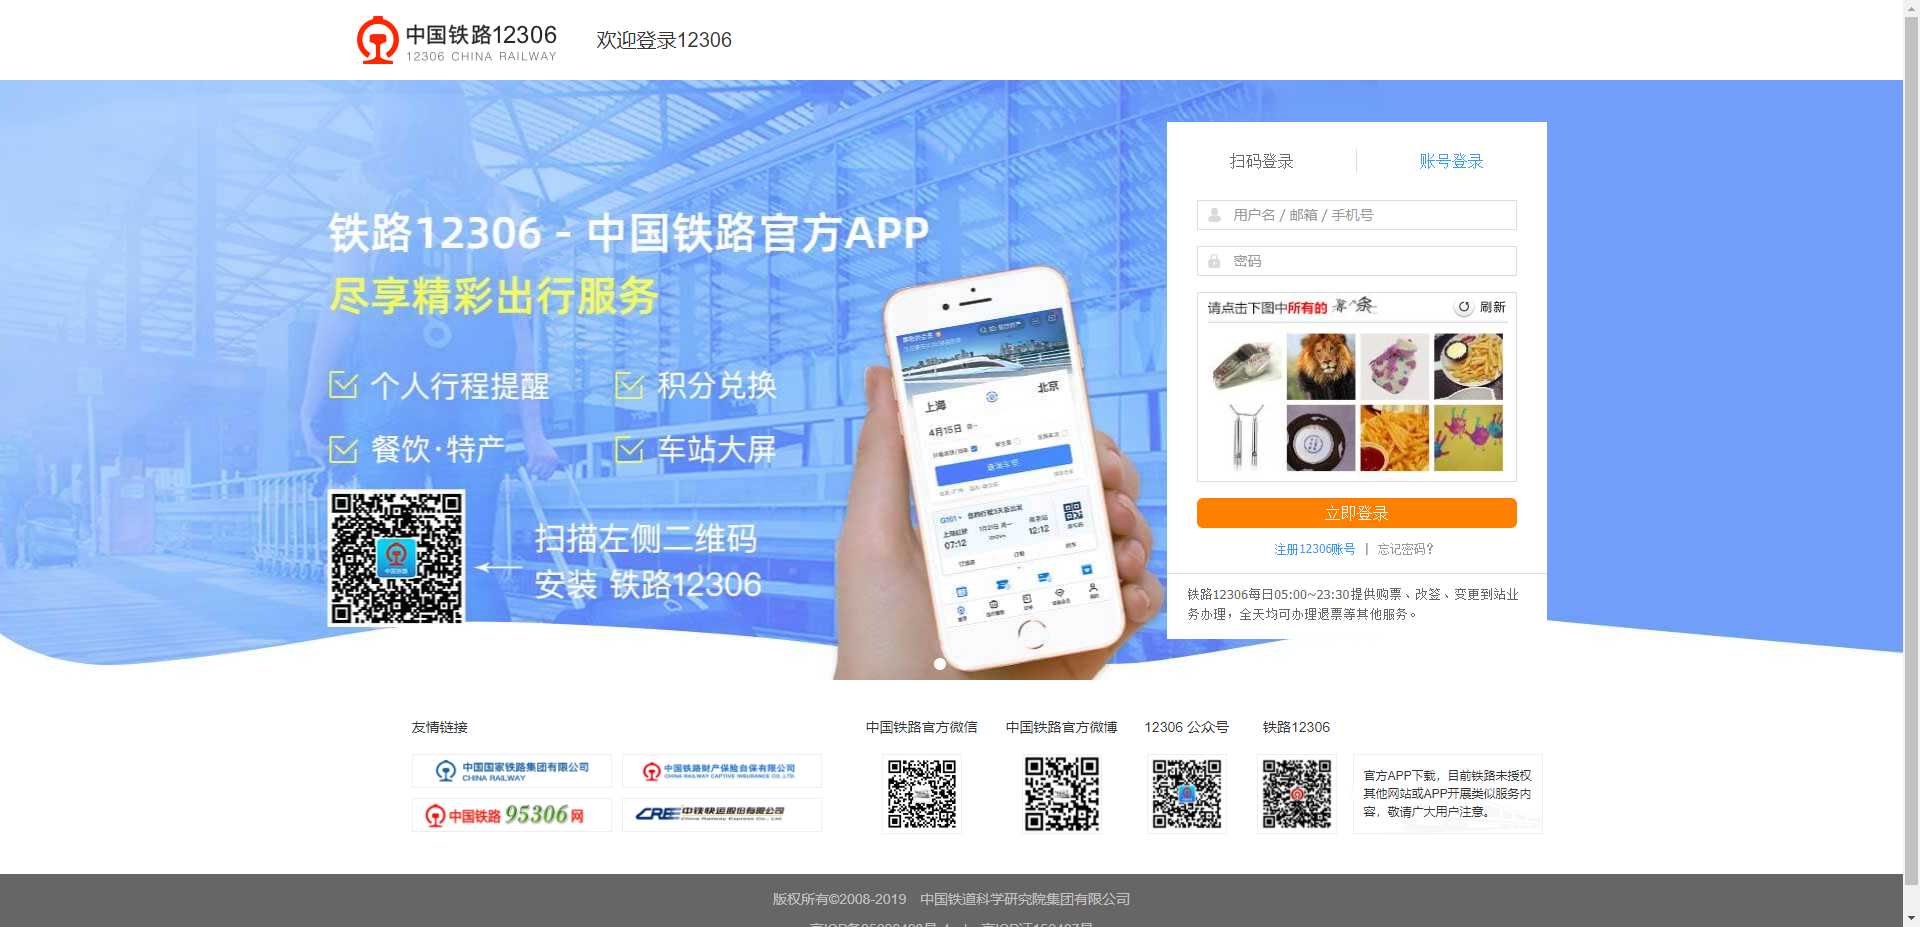 中国铁路12306
12306 CHINA RAILWAY
欢迎登录12306
铁路12306 - 中国铁路官方APP
尽享精彩出行服务
个人行程提醒
积分兑换
餐饮·特产
车站大屏
扫描左侧二维码
安装 铁路12306
上海
北京
4月15日
查询车票
07:12
12:12
扫码登录
账号登录
用户名 / 邮箱 / 手机号
密码
请点击下图中所有的
刷新
立即登录
注册12306账号 | 忘记密码?
铁路12306每日05:00~23:30提供购票、改签、变更到站业
务办理，全天均可办理退票等其他服务。
友情链接
中国铁路官方微信
中国铁路官方微博
12306 公众号
铁路12306
中国国家铁路集团有限公司
CHINA RAILWAY
中国铁路财产保险自保有限公司
CHINA RAILWAY CAPTIVE INSURANCE CO.,LTD.
中国铁路 95306 网
CRE 中铁快运股份有限公司
China Railway Express Co., Ltd.
官方APP下载，目前铁路未授权
其他网站或APP开展类似服务内
容，敬请广大用户注意。
版权所有©2008-2019 中国铁道科学研究院集团有限公司